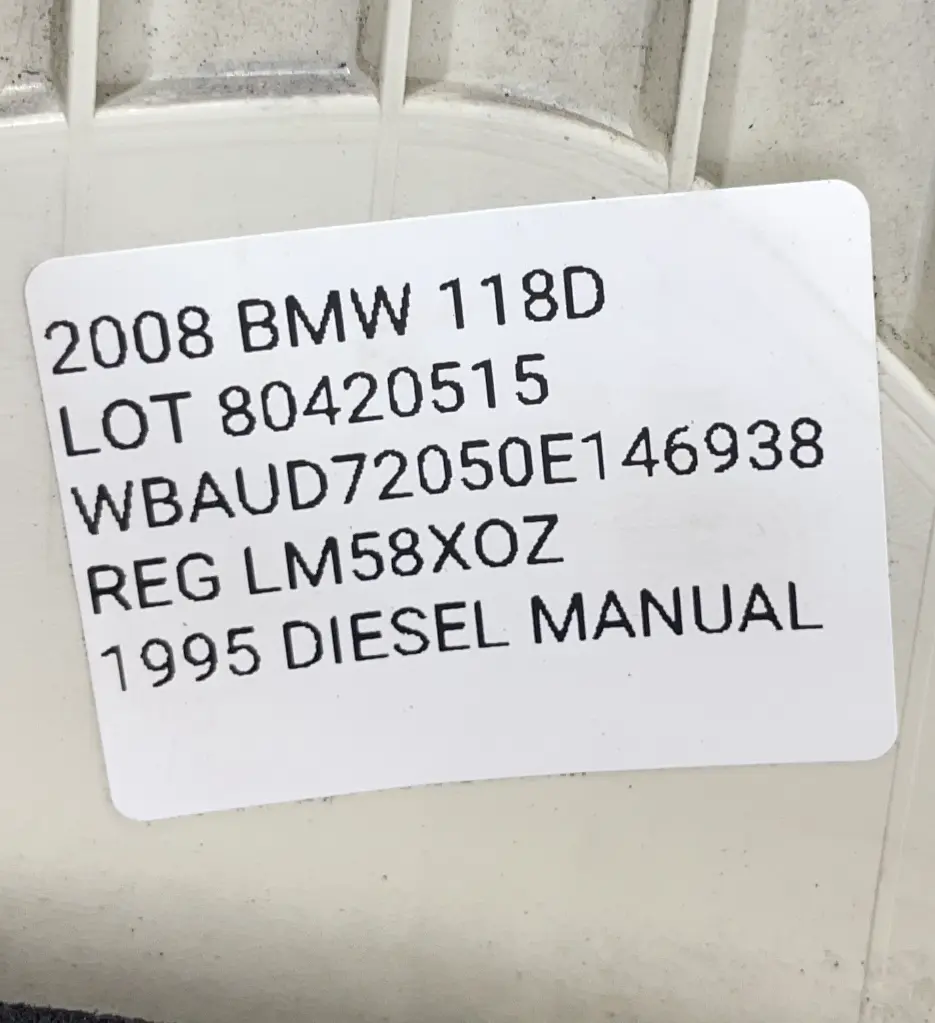 2008 BMW 118D
LOT 80420515
WBAUD72050E146938
REG LM58XOZ
1995 DIESEL MANUAL